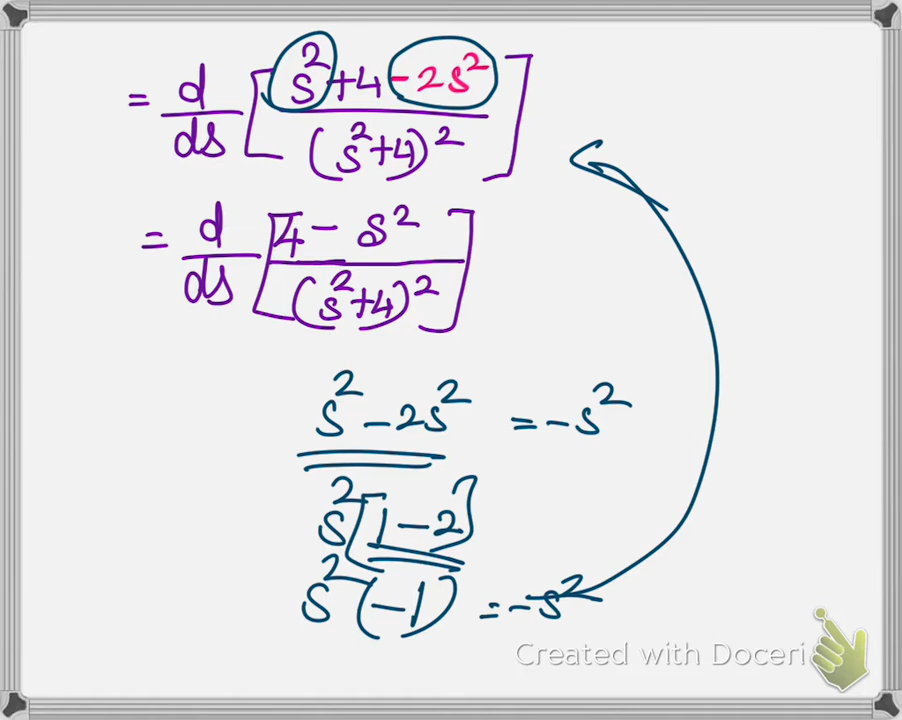 = d/ds [ s² + 4 - 2s² / (s² + 4)² ]
= d/ds [ 4 - s² / (s² + 4)² ]
s² - 2s² = -s²
s² [1 - 2]
s² (-1) = -s²
Created with Doceri